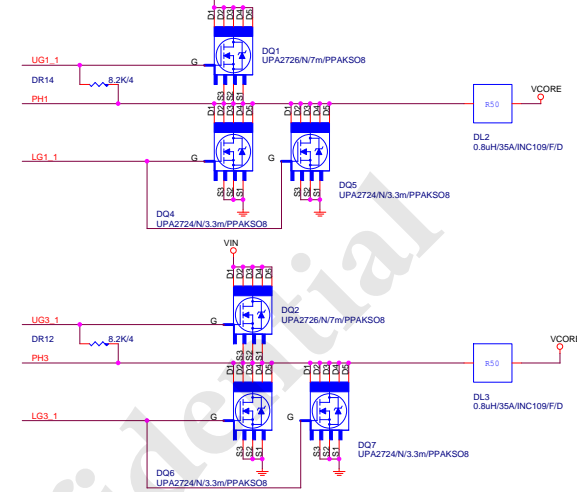 D1 D2 D3 D4 D5
DQ1
UPA2726/N/7m/PPAKSO8
UG1_1
G
DR14
8.2K/4
S3 S2 S1
PH1
D1 D2 D3 D4 D5
D1 D2 D3 D4 D5
R50
VCORE
DL2
0.8uH/35A/INC109/F/D
LG1_1
G
G
S3 S2 S1
S3 S2 S1
DQ5
UPA2724/N/3.3m/PPAKSO8
DQ4
UPA2724/N/3.3m/PPAKSO8
VIN
D1 D2 D3 D4 D5
DQ2
UPA2726/N/7m/PPAKSO8
UG3_1
G
DR12
8.2K/4
S3 S2 S1
PH3
D1 D2 D3 D4 D5
D1 D2 D3 D4 D5
R50
VCORE
DL3
0.8uH/35A/INC109/F/D
LG3_1
G
G
S3 S2 S1
S3 S2 S1
DQ7
UPA2724/N/3.3m/PPAKSO8
DQ6
UPA2724/N/3.3m/PPAKSO8
fidential